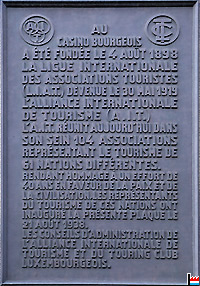 AU
CASINO BOURGEOIS
A ÉTÉ FONDÉE LE 4 AOÛT 1898
LA LIGUE INTERNATIONALE
DES ASSOCIATIONS TOURISTES
(L.I.A.T.), DEVENUE LE 30 MAI 1919
L'ALLIANCE INTERNATIONALE
DE TOURISME (A.I.T.)
L'A.I.T. RÉUNIT AUJOURD'HUI DANS
SON SEIN 104 ASSOCIATIONS
REPRÉSENTANT LE TOURISME DE
61 NATIONS DIFFÉRENTES.
RENDANT HOMMAGE À UN EFFORT DE
40 ANS EN FAVEUR DE LA PAIX ET DE
LA CIVILISATION, LES REPRÉSENTANTS
DU TOURISME DE CES NATIONS ONT
INAUGURÉ LA PRÉSENTE PLAQUE LE
21 AOÛT 1938.
LES CONSEILS D'ADMINISTRATION DE
L'ALLIANCE INTERNATIONALE DE
TOURISME ET DU TOURING CLUB
LUXEMBOURGEOIS.